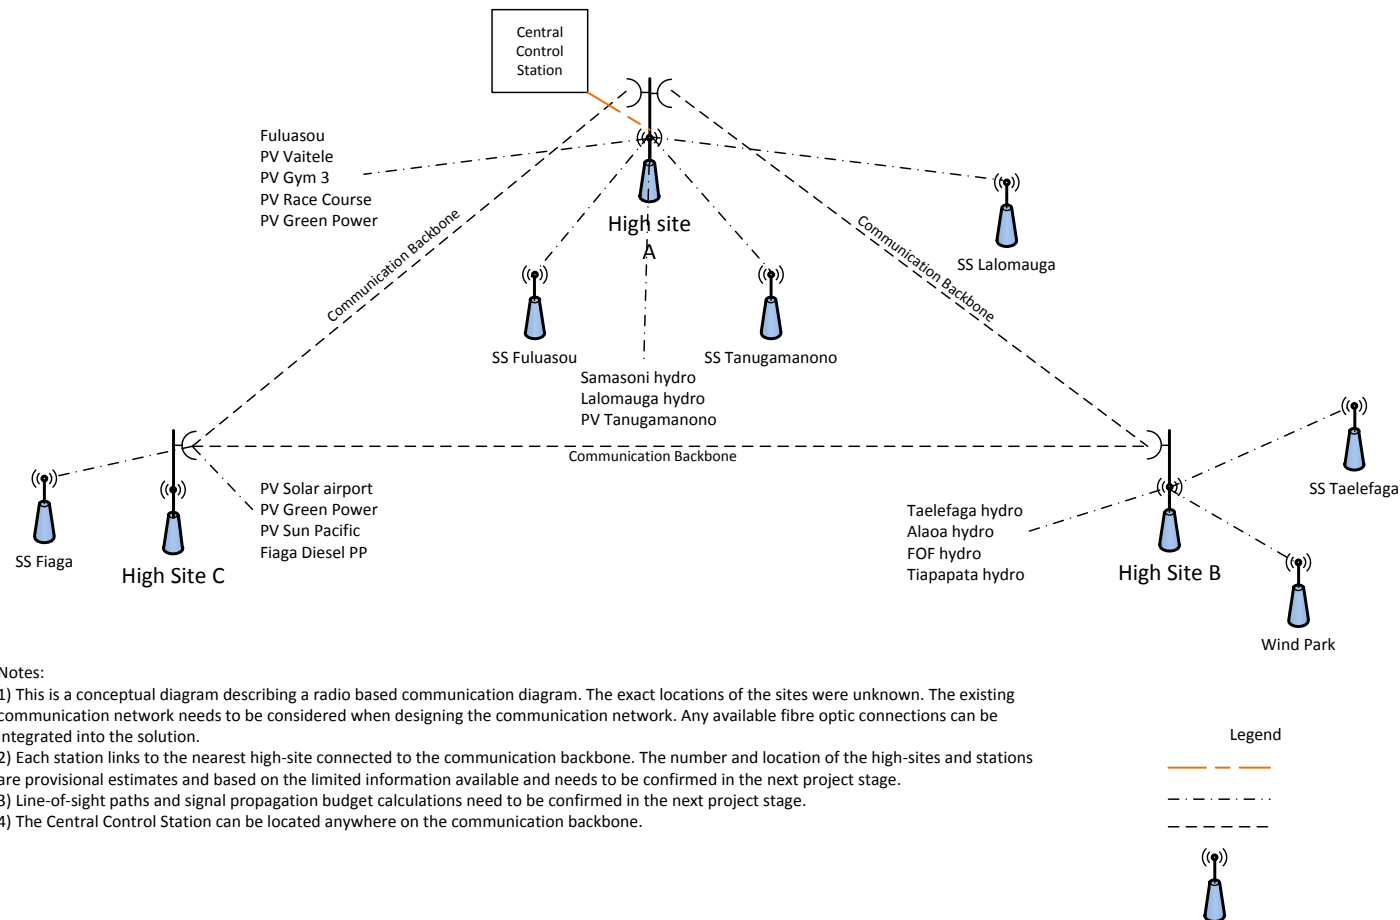 Central
Control
Station
Fuluasou
PV Vaitele
PV Gym 3
PV Race Course
PV Green Power
High site
A
Communication Backbone
Communication Backbone
SS Lalomauga
SS Fuluasou
SS Tanugamanono
Samasoni hydro
Lalomauga hydro
PV Tanugamanono
Communication Backbone
SS Fiaga
High Site C
PV Solar airport
PV Green Power
PV Sun Pacific
Fiaga Diesel PP
Taelefaga hydro
Alaoa hydro
FOF hydro
Tiapapata hydro
High Site B
SS Taelefaga
Wind Park
Notes:
1) This is a conceptual diagram describing a radio based communication diagram. The exact locations of the sites were unknown. The existing
communication network needs to be considered when designing the communication network. Any available fibre optic connections can be
integrated into the solution.
2) Each station links to the nearest high-site connected to the communication backbone. The number and location of the high-sites and stations
are provisional estimates and based on the limited information available and needs to be confirmed in the next project stage.
3) Line-of-sight paths and signal propagation budget calculations need to be confirmed in the next project stage.
4) The Central Control Station can be located anywhere on the communication backbone.
Legend